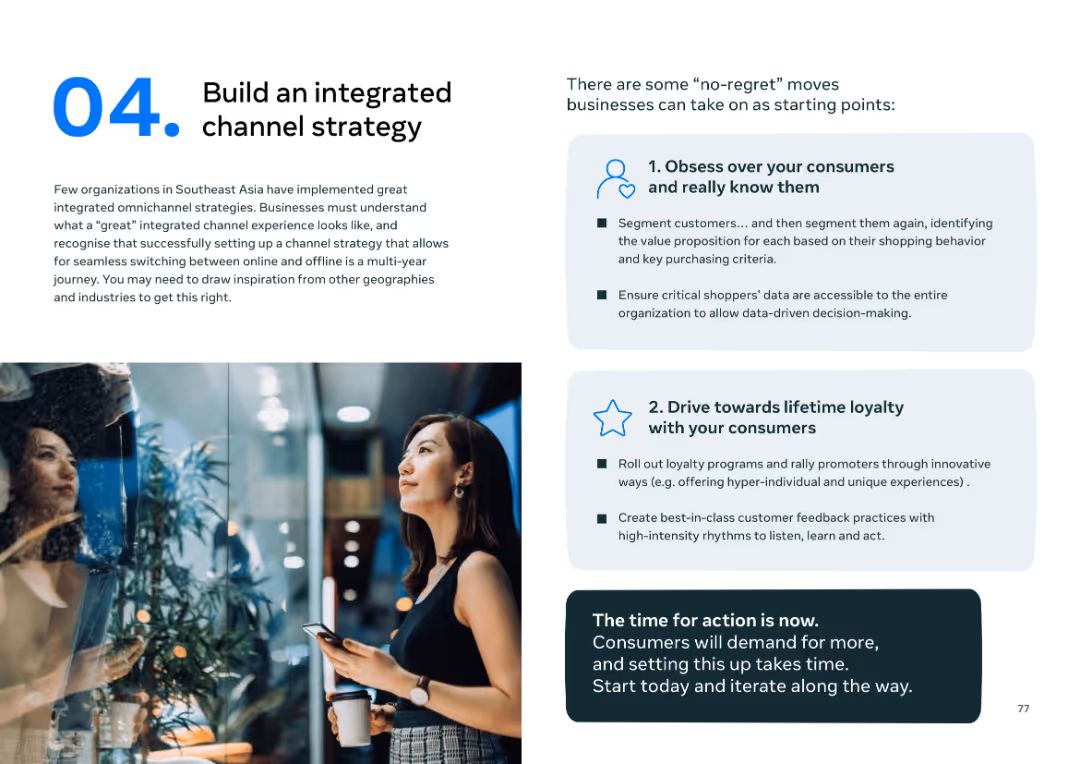 04.
Build an integrated
channel strategy
Few organizations in Southeast Asia have implemented great
integrated omnichannel strategies. Businesses must understand
what a “great” integrated channel experience looks like, and
recognise that successfully setting up a channel strategy that allows
for seamless switching between online and offline is a multi-year
journey. You may need to draw inspiration from other geographies
and industries to get this right.
There are some “no-regret” moves
businesses can take on as starting points:
1. Obsess over your consumers
and really know them
■ Segment customers... and then segment them again, identifying
the value proposition for each based on their shopping behavior
and key purchasing criteria.
■ Ensure critical shoppers’ data are accessible to the entire
organization to allow data-driven decision-making.
2. Drive towards lifetime loyalty
with your consumers
■ Roll out loyalty programs and rally promoters through innovative
ways (e.g. offering hyper-individual and unique experiences) .
■ Create best-in-class customer feedback practices with
high-intensity rhythms to listen, learn and act.
The time for action is now.
Consumers will demand for more,
and setting this up takes time.
Start today and iterate along the way.
77